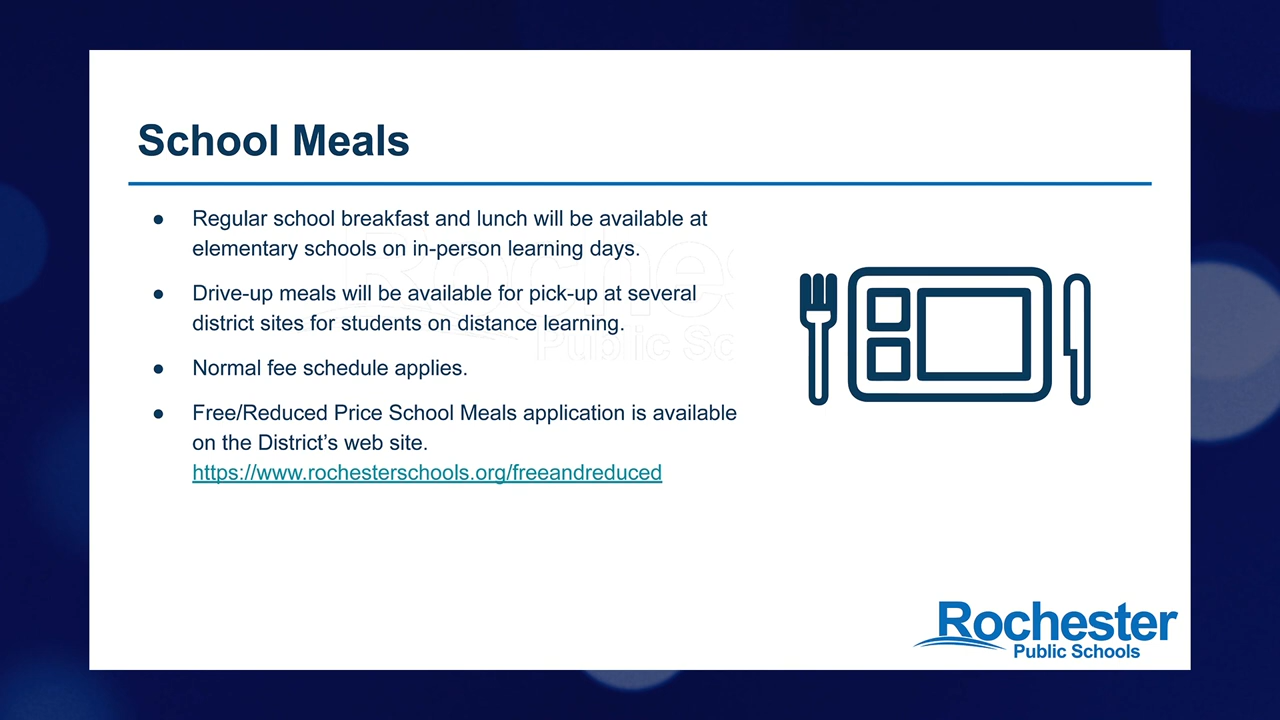 School Meals
● Regular school breakfast and lunch will be available at
elementary schools on in-person learning days.
● Drive-up meals will be available for pick-up at several
district sites for students on distance learning.
● Normal fee schedule applies.
● Free/Reduced Price School Meals application is available
on the District’s web site.
https://www.rochesterschools.org/freeandreduced
Rochester
Public Schools